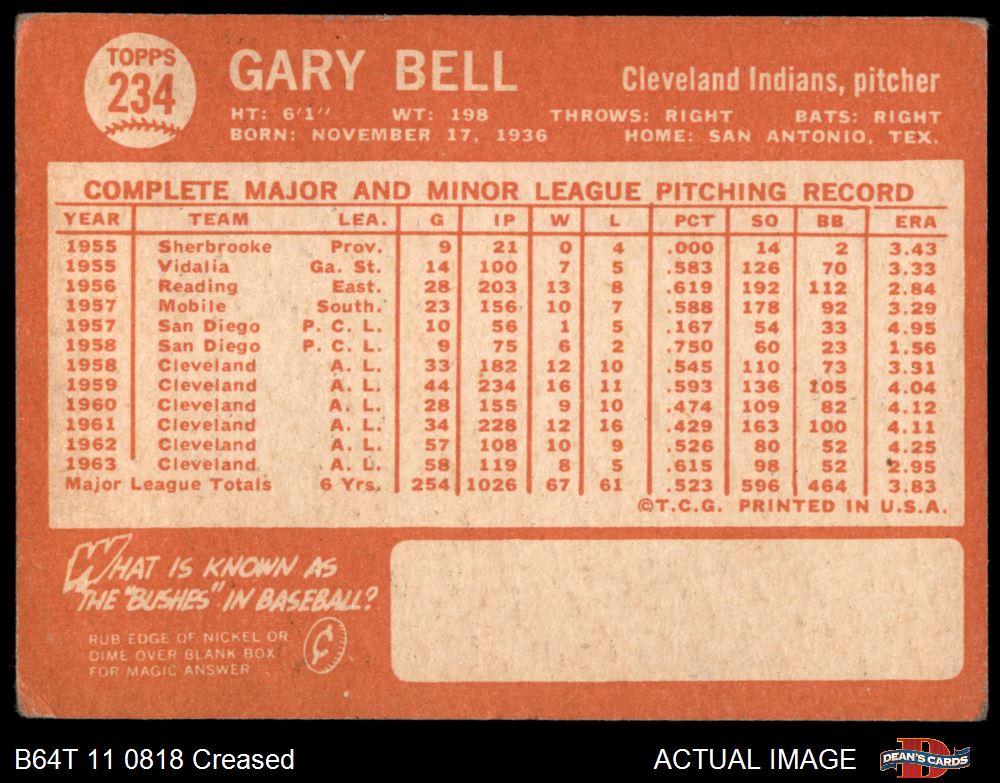 TOPPS
234
GARY BELL
Cleveland Indians, pitcher
HT: 6'1" WT: 198 THROWS: RIGHT BATS: RIGHT
BORN: NOVEMBER 17, 1936 HOME: SAN ANTONIO, TEX.
COMPLETE MAJOR AND MINOR LEAGUE PITCHING RECORD
YEAR TEAM LEA. G IP W L PCT SO BB ERA
1955 Sherbrooke Prov. 9 21 0 4 .000 14 2 3.43
1955 Vidalia Ga. St. 14 100 7 5 .583 126 70 3.33
1956 Reading East. 28 203 13 8 .619 192 112 2.84
1957 Mobile South. 23 156 10 7 .588 178 92 3.29
1957 San Diego P. C. L. 10 56 1 5 .167 54 33 4.95
1958 San Diego P. C. L. 9 75 6 2 .750 60 23 1.56
1958 Cleveland A. L. 33 182 12 10 .545 110 73 3.31
1959 Cleveland A. L. 44 234 16 11 .593 136 105 4.04
1960 Cleveland A. L. 28 155 9 10 .474 109 82 4.12
1961 Cleveland A. L. 34 228 12 16 .429 163 100 4.11
1962 Cleveland A. L. 57 108 10 9 .526 80 52 4.25
1963 Cleveland A. L. 58 119 8 5 .615 98 52 2.95
Major League Totals 6 Yrs. 254 1026 67 61 .523 596 464 3.83
©T.C.G. PRINTED IN U.S.A.
WHAT IS KNOWN AS
THE "BUSHES" IN BASEBALL?
RUB EDGE OF NICKEL OR
DIME OVER BLANK BOX
FOR MAGIC ANSWER
¢
B64T 11 0818 Creased
ACTUAL IMAGE
D
DEAN'S CARDS